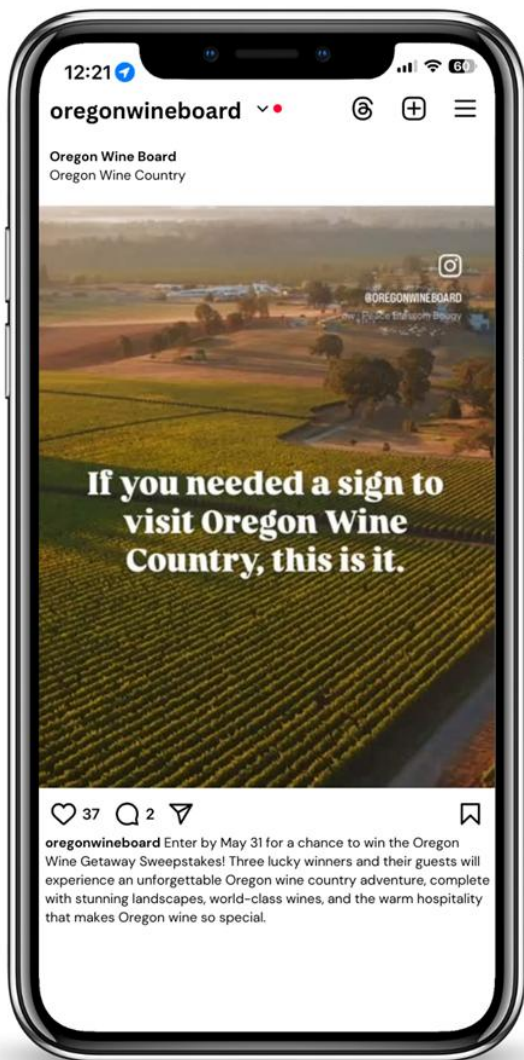 12:21
60
oregonwineboard
Oregon Wine Board
Oregon Wine Country
@OREGONWINEBOARD
If you needed a sign to
visit Oregon Wine
Country, this is it.
37 2
oregonwineboard Enter by May 31 for a chance to win the Oregon
Wine Getaway Sweepstakes! Three lucky winners and their guests will
experience an unforgettable Oregon wine country adventure, complete
with stunning landscapes, world-class wines, and the warm hospitality
that makes Oregon wine so special.